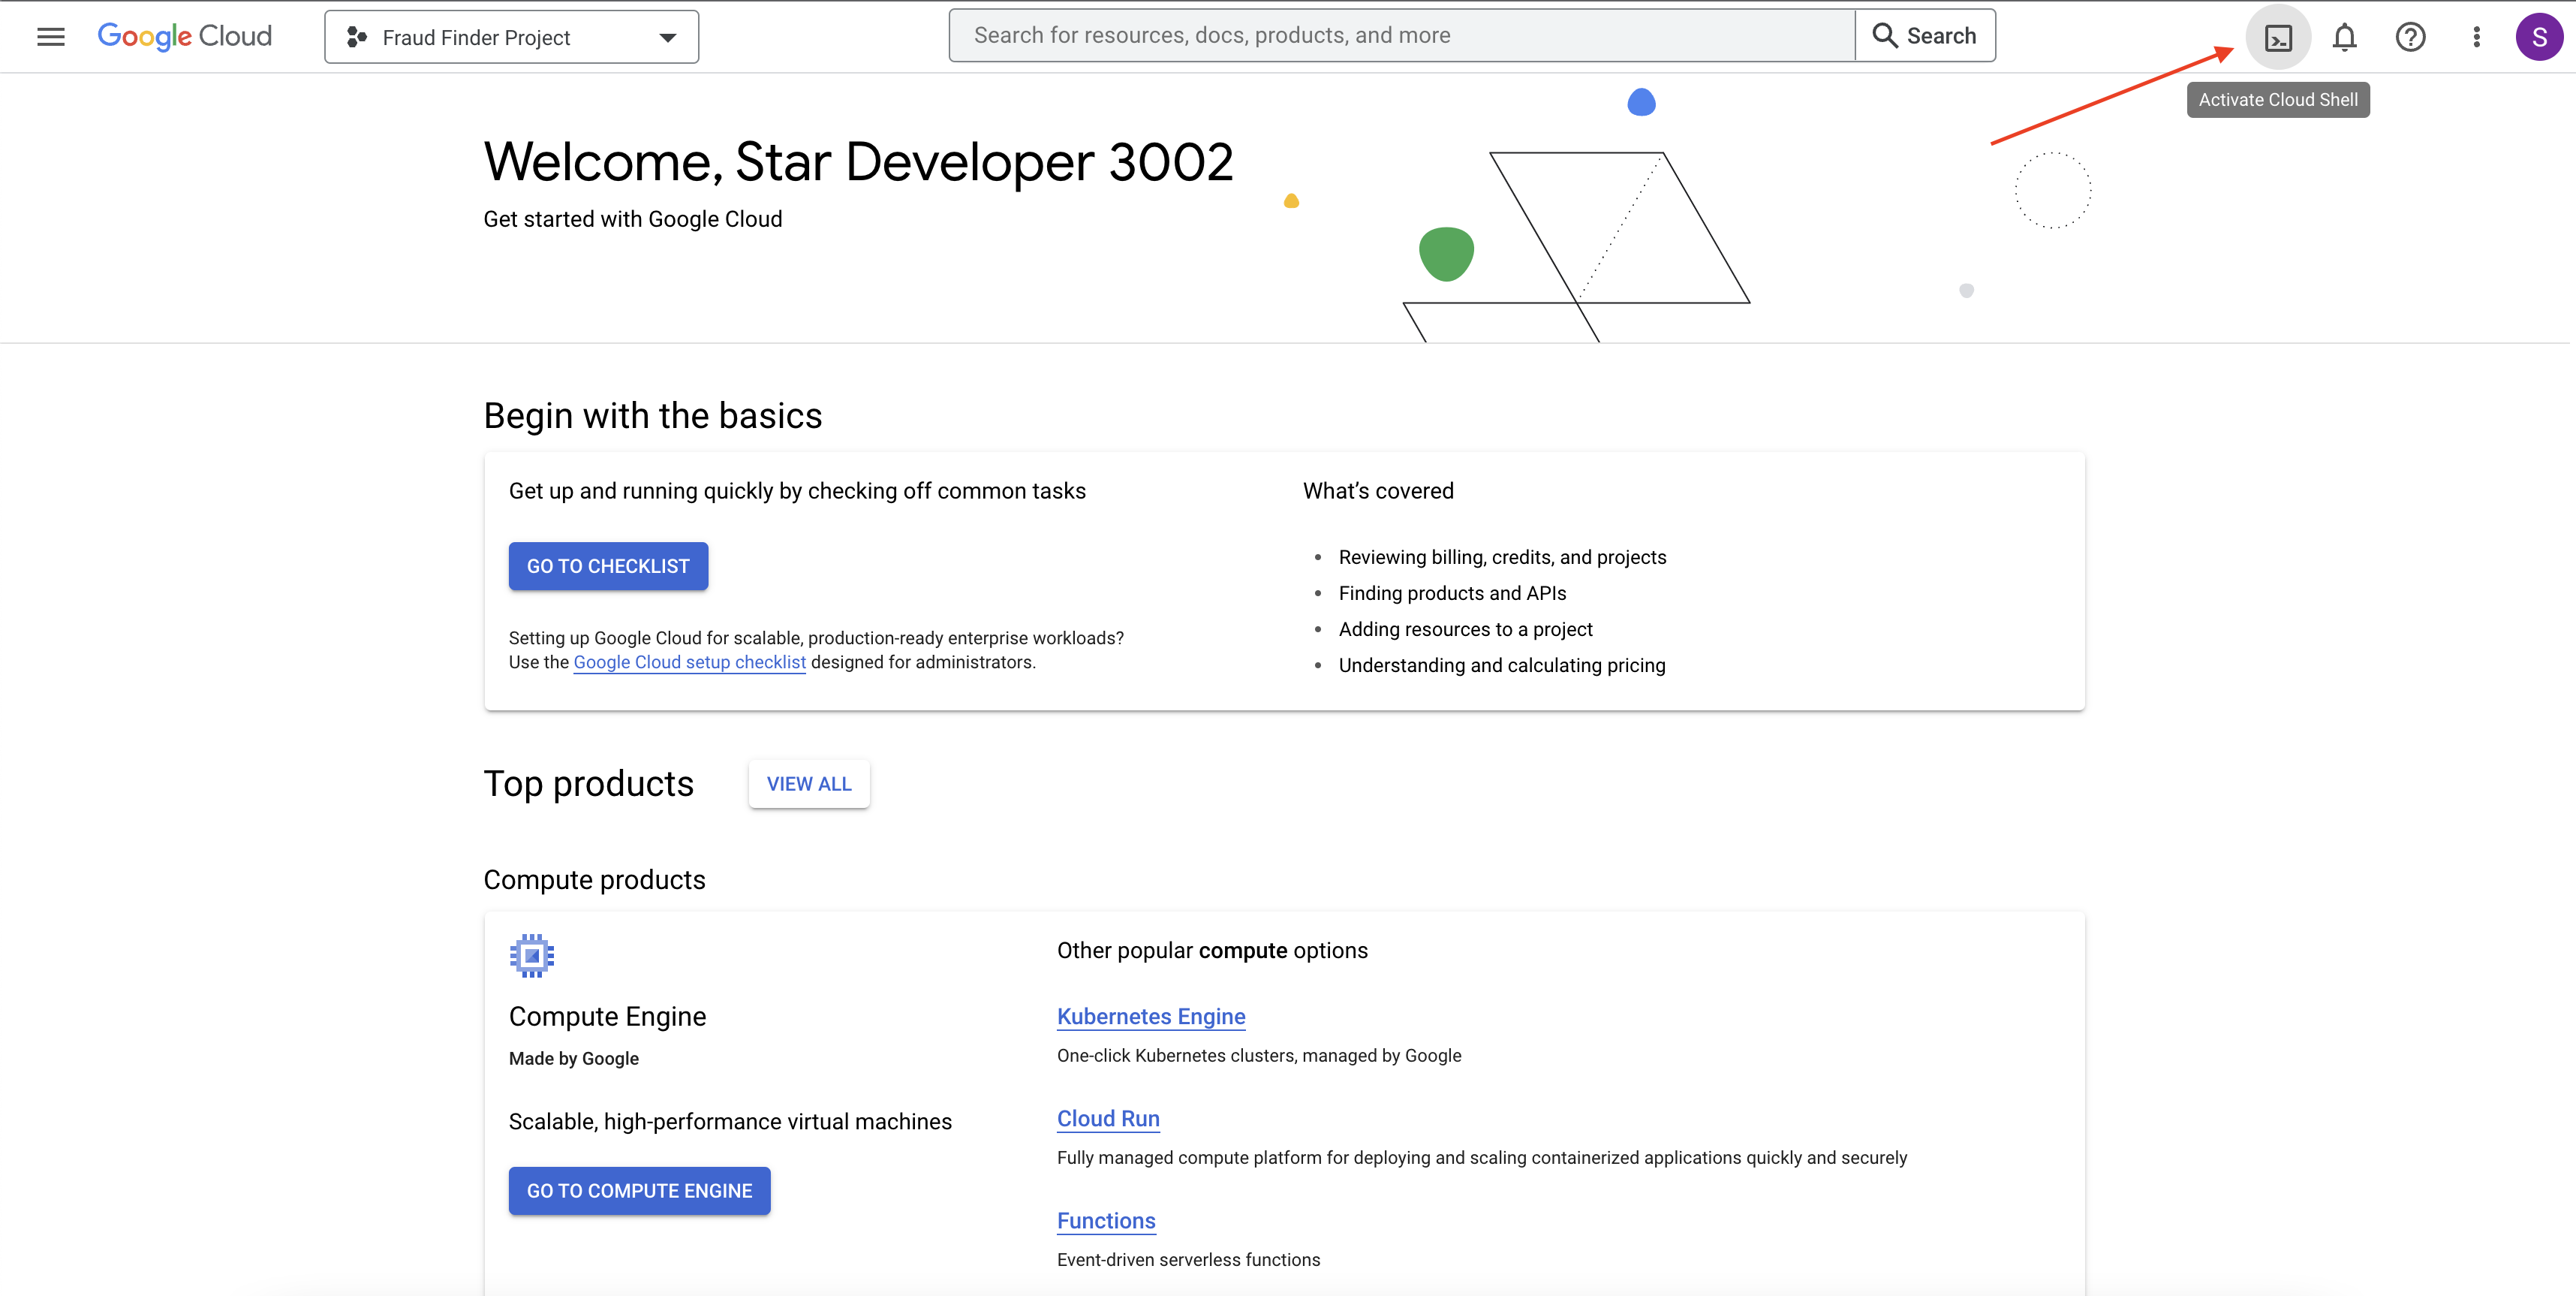 Google Cloud
Fraud Finder Project
Search for resources, docs, products, and more
Search
S
Activate Cloud Shell
Welcome, Star Developer 3002
Get started with Google Cloud
Begin with the basics
Get up and running quickly by checking off common tasks
GO TO CHECKLIST
Setting up Google Cloud for scalable, production-ready enterprise workloads?
Use the Google Cloud setup checklist designed for administrators.
What’s covered
• Reviewing billing, credits, and projects
• Finding products and APIs
• Adding resources to a project
• Understanding and calculating pricing
Top products
VIEW ALL
Compute products
Compute Engine
Made by Google
Scalable, high-performance virtual machines
GO TO COMPUTE ENGINE
Other popular compute options
Kubernetes Engine
One-click Kubernetes clusters, managed by Google
Cloud Run
Fully managed compute platform for deploying and scaling containerized applications quickly and securely
Functions
Event-driven serverless functions